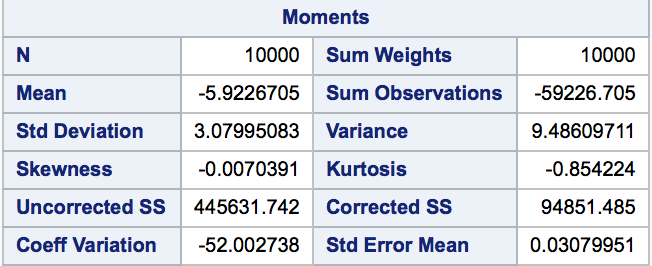 Moments
N 10000 Sum Weights 10000
Mean -5.9226705 Sum Observations -59226.705
Std Deviation 3.07995083 Variance 9.48609711
Skewness -0.0070391 Kurtosis -0.854224
Uncorrected SS 445631.742 Corrected SS 94851.485
Coeff Variation -52.002738 Std Error Mean 0.03079951